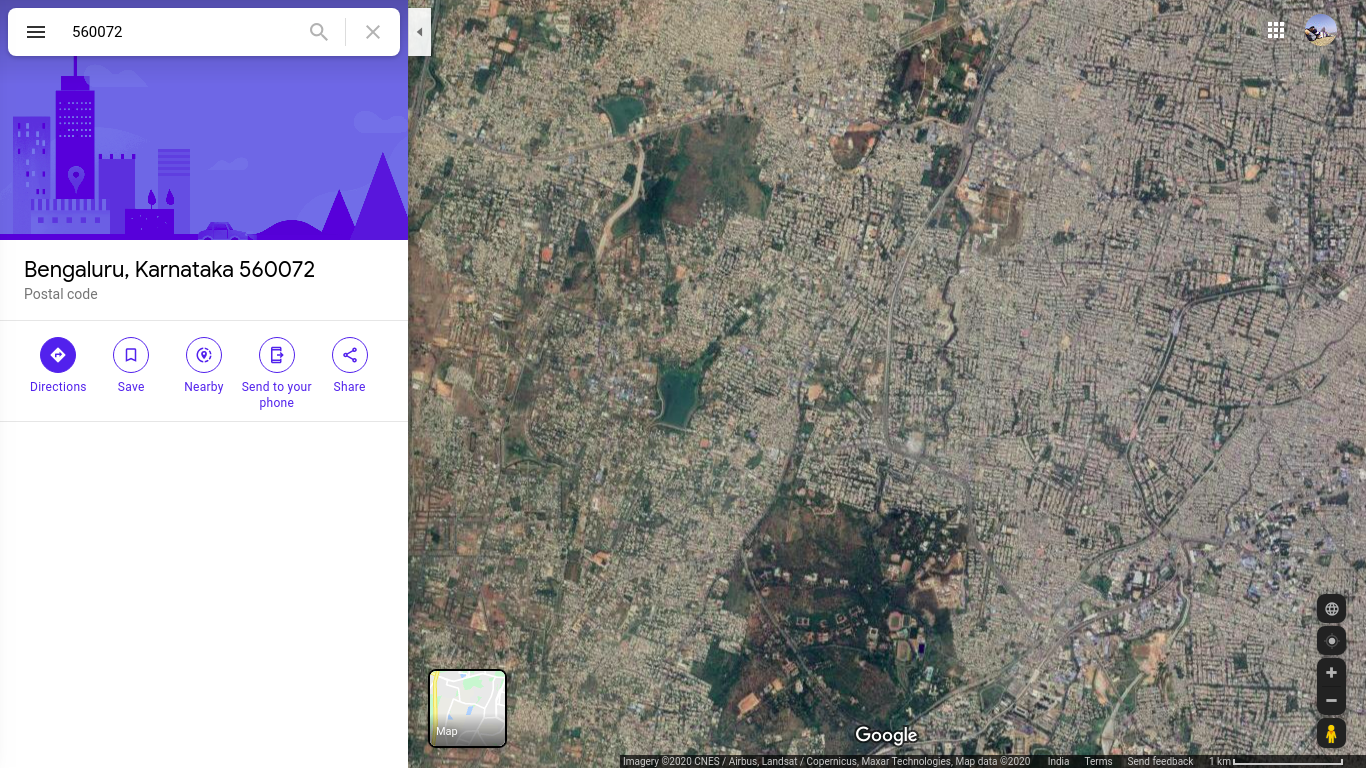 560072
Bengaluru, Karnataka 560072
Postal code
Directions
Save
Nearby
Send to your
phone
Share
Map
Google
Imagery ©2020 CNES / Airbus, Landsat / Copernicus, Maxar Technologies, Map data ©2020 India Terms Send feedback 1 km